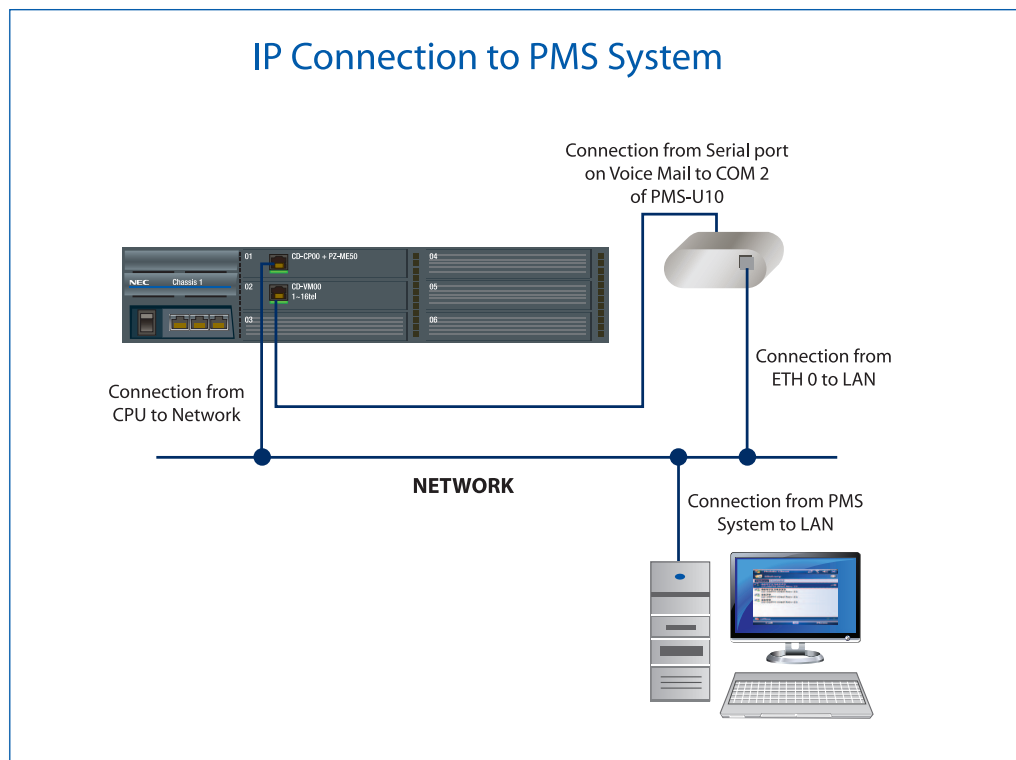 IP Connection to PMS System
Connection from Serial port
on Voice Mail to COM 2
of PMS-U10
01
CD-CP00 + PZ-ME50
04
NEC
Chassis 1
02
CD-VM00
1~16tel
05
03
06
Connection from
CPU to Network
Connection from
ETH 0 to LAN
NETWORK
Connection from PMS
System to LAN